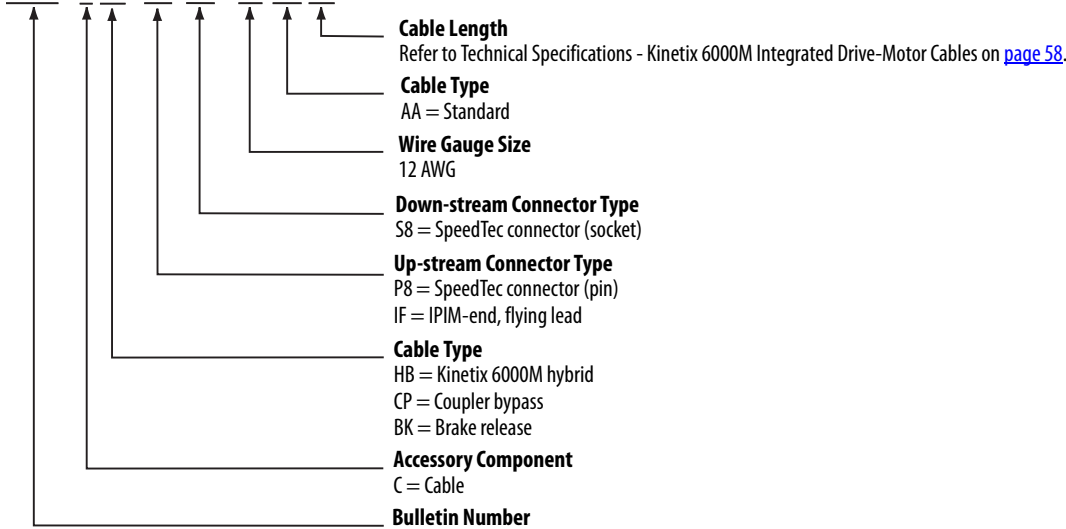 Cable Length
Refer to Technical Specifications - Kinetix 6000M Integrated Drive-Motor Cables on page 58.
Cable Type
AA = Standard
Wire Gauge Size
12 AWG
Down-stream Connector Type
S8 = SpeedTec connector (socket)
Up-stream Connector Type
P8 = SpeedTec connector (pin)
IF = IPIM-end, flying lead
Cable Type
HB = Kinetix 6000M hybrid
CP = Coupler bypass
BK = Brake release
Accessory Component
C = Cable
Bulletin Number